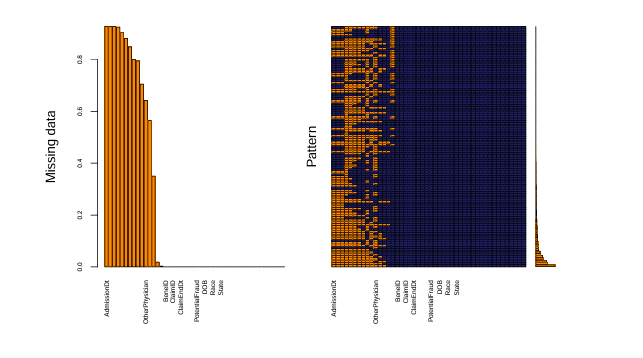 Missing data
0.0
0.2
0.4
0.6
0.8
AdmissionDt
OtherPhysician
BeneID
ClaimID
ClaimEndDt
PotentialFraud
DOB
Race
State
Pattern
AdmissionDt
OtherPhysician
BeneID
ClaimID
ClaimEndDt
PotentialFraud
DOB
Race
State